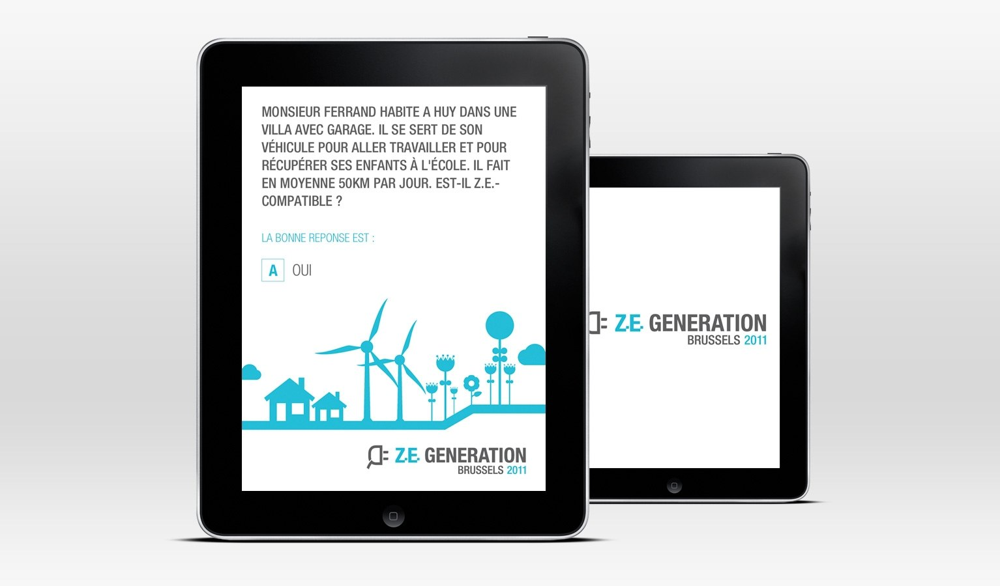 MONSIEUR FERRAND HABITE A HUY DANS UNE
VILLA AVEC GARAGE. IL SE SERT DE SON
VÉHICULE POUR ALLER TRAVAILLER ET POUR
RÉCUPÉRER SES ENFANTS À L'ÉCOLE. IL FAIT
EN MOYENNE 50KM PAR JOUR. EST-IL Z.E.-
COMPATIBLE ?
LA BONNE REPONSE EST :
A OUI
Z.E. GENERATION
BRUSSELS 2011
Z.E. GENERATION
BRUSSELS 2011